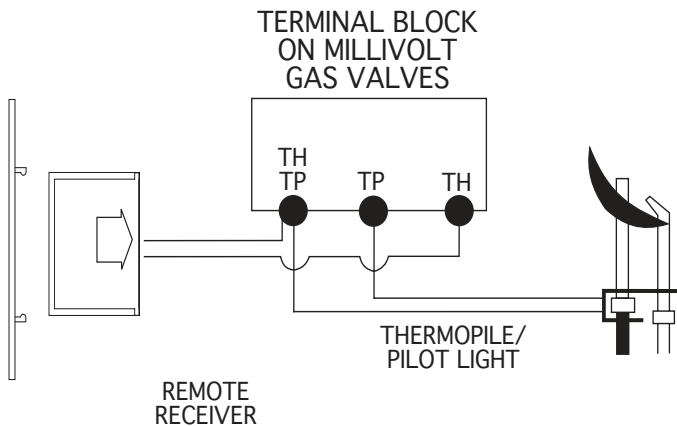 TERMINAL BLOCK
ON MILLIVOLT
GAS VALVES
TH
TP
TP
TH
THERMOPILE/
PILOT LIGHT
REMOTE
RECEIVER